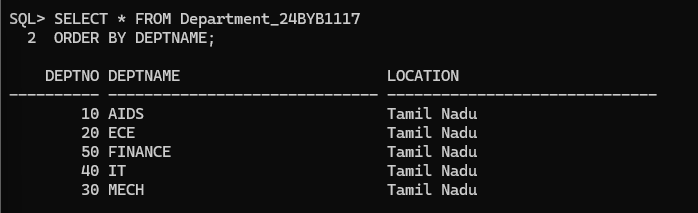 SQL> SELECT * FROM Department_24BYB1117
  2  ORDER BY DEPTNAME;

    DEPTNO DEPTNAME                       LOCATION
---------- ------------------------------ ------------------------------
        10 AIDS                           Tamil Nadu
        20 ECE                            Tamil Nadu
        50 FINANCE                        Tamil Nadu
        40 IT                             Tamil Nadu
        30 MECH                           Tamil Nadu